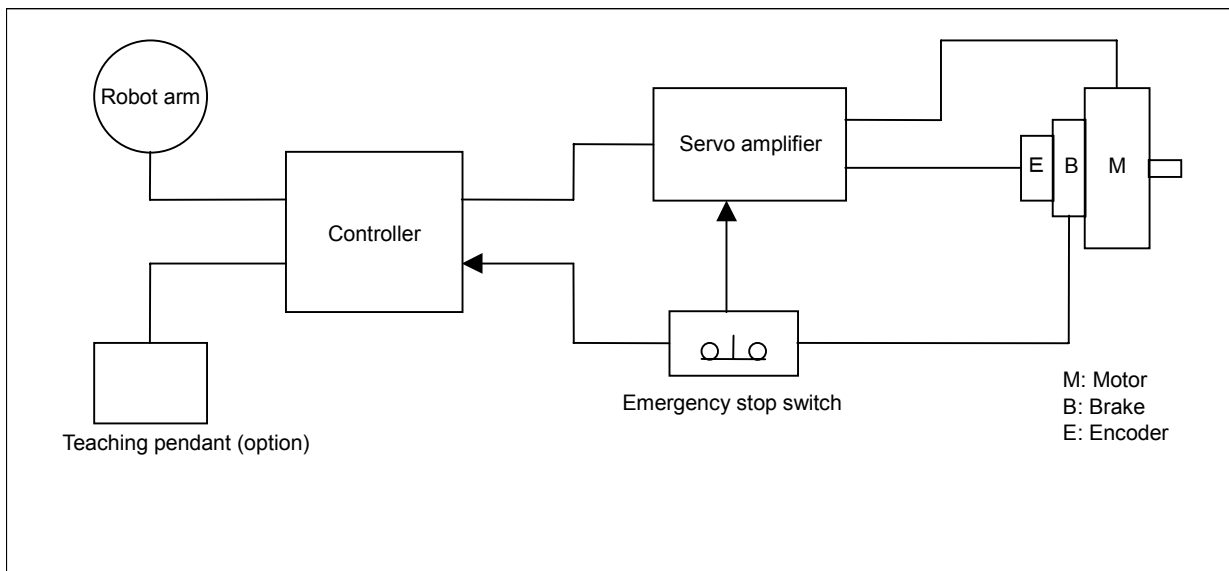 Robot arm
Servo amplifier
E
B
M
Controller
Emergency stop switch
M: Motor
B: Brake
E: Encoder
Teaching pendant (option)